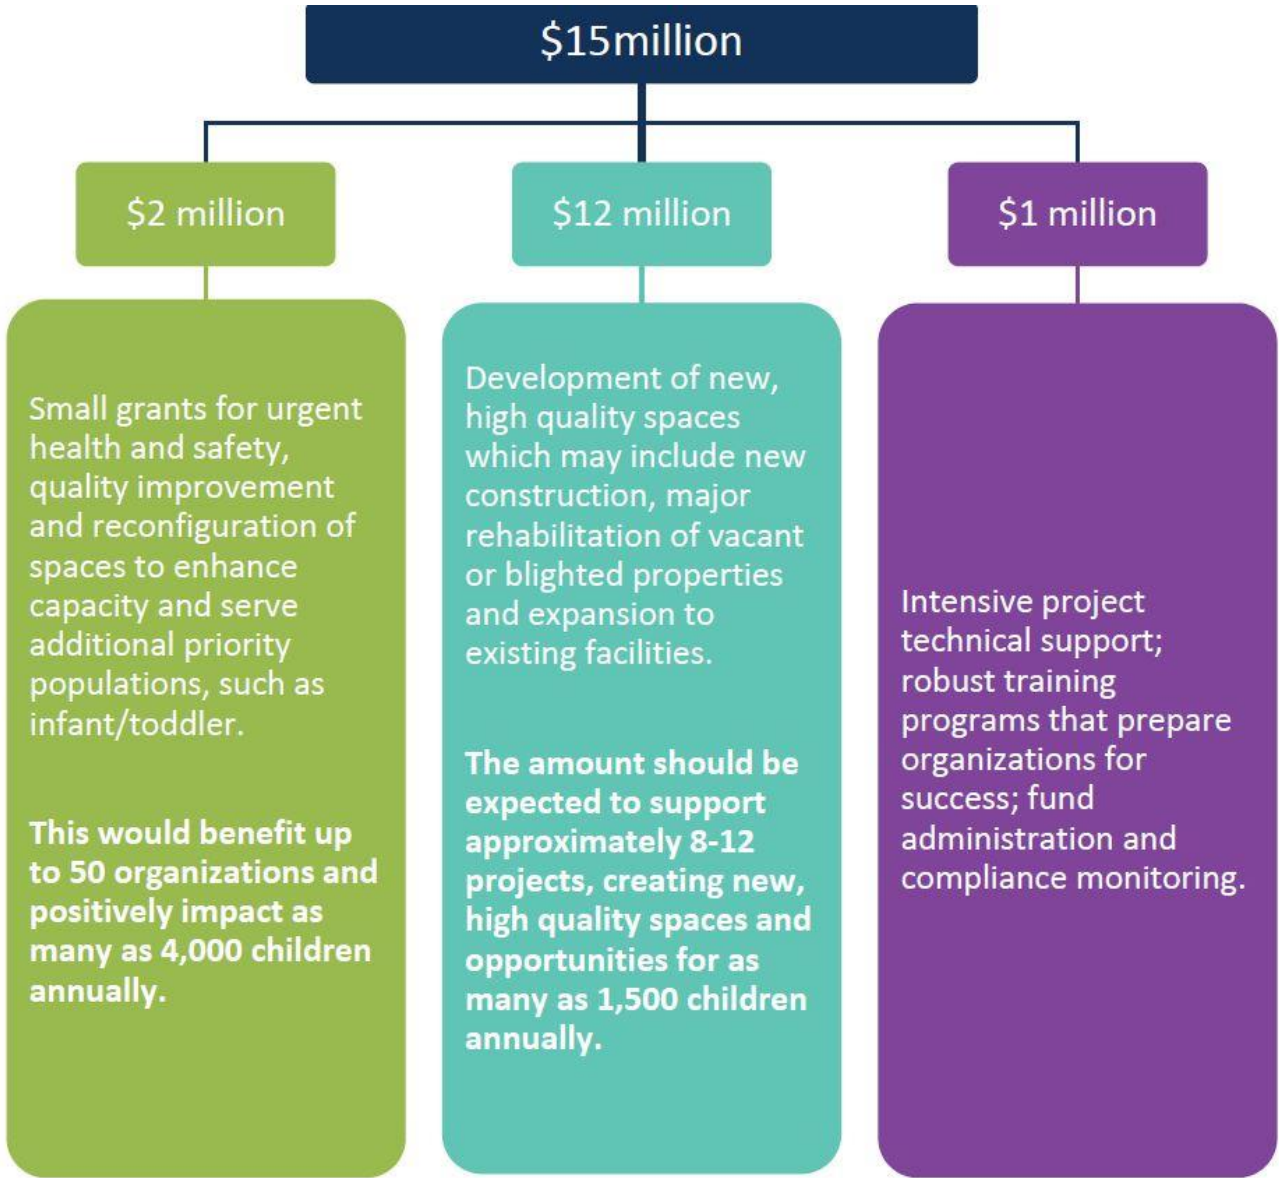 $15million
$2 million
$12 million
$1 million
Small grants for urgent
health and safety,
quality improvement
and reconfiguration of
spaces to enhance
capacity and serve
additional priority
populations, such as
infant/toddler.
This would benefit up
to 50 organizations and
positively impact as
many as 4,000 children
annually.
Development of new,
high quality spaces
which may include new
construction, major
rehabilitation of vacant
or blighted properties
and expansion to
existing facilities.
The amount should be
expected to support
approximately 8-12
projects, creating new,
high quality spaces and
opportunities for as
many as 1,500 children
annually.
Intensive project
technical support;
robust training
programs that prepare
organizations for
success; fund
administration and
compliance monitoring.